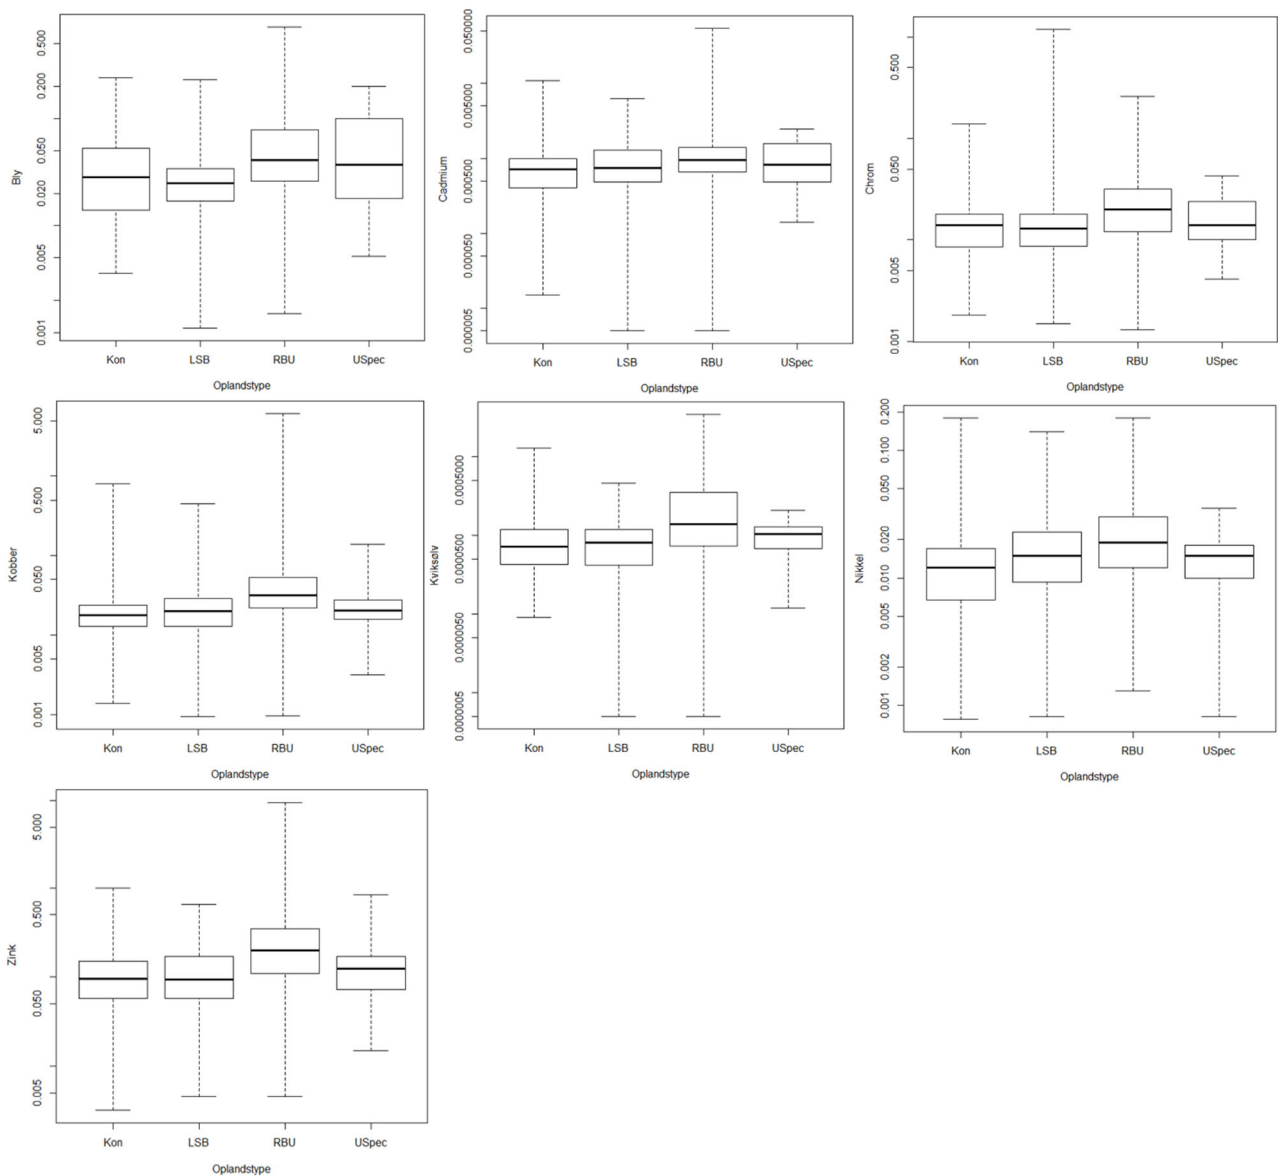 0.500
0.200
0.050
0.020
0.005
0.001
Bly
Kon LSB RBU USpec
Oplandstype
0.050000
0.005000
0.000500
0.000050
0.000005
Cadmium
Kon LSB RBU USpec
Oplandstype
0.500
0.050
0.005
0.001
Chrom
Kon LSB RBU USpec
Oplandstype
5.000
0.500
0.050
0.005
0.001
Kobber
Kon LSB RBU USpec
Oplandstype
0.0005000
0.0000500
0.0000050
0.0000005
Kviksølv
Kon LSB RBU USpec
Oplandstype
0.200
0.100
0.050
0.020
0.010
0.005
0.002
0.001
Nikkel
Kon LSB RBU USpec
Oplandstype
5.000
0.500
0.050
0.005
Zink
Kon LSB RBU USpec
Oplandstype